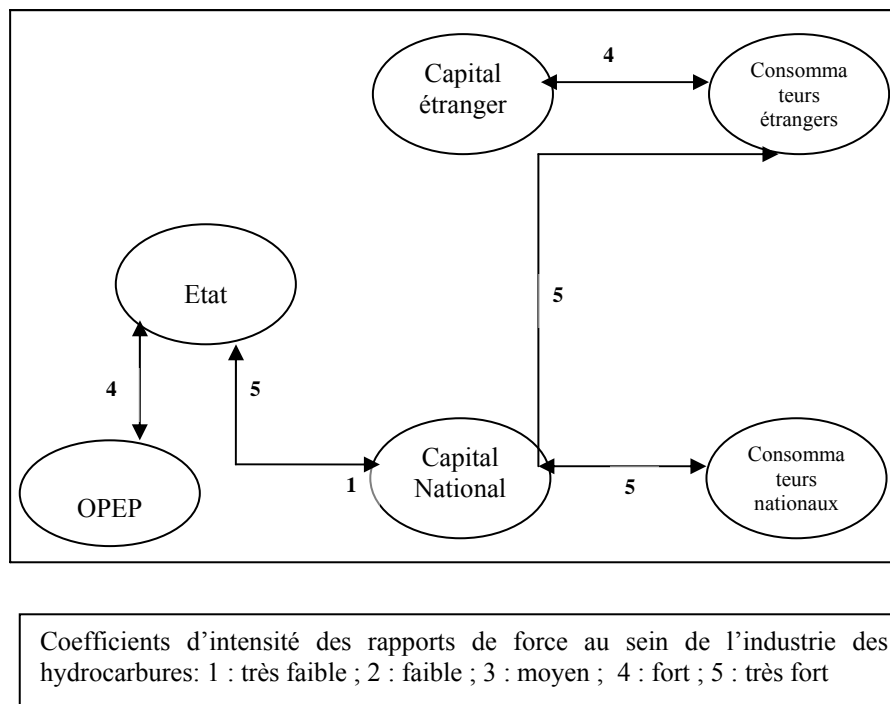 4
Capital
étranger
Consomma
teurs
étrangers
5
Etat
4
5
Capital
National
1
5
Consomma
teurs
nationaux
OPEP
Coefficients d'intensité des rapports de force au sein de l'industrie des
hydrocarbures: 1 : très faible ; 2 : faible ; 3 : moyen ; 4 : fort ; 5 : très fort